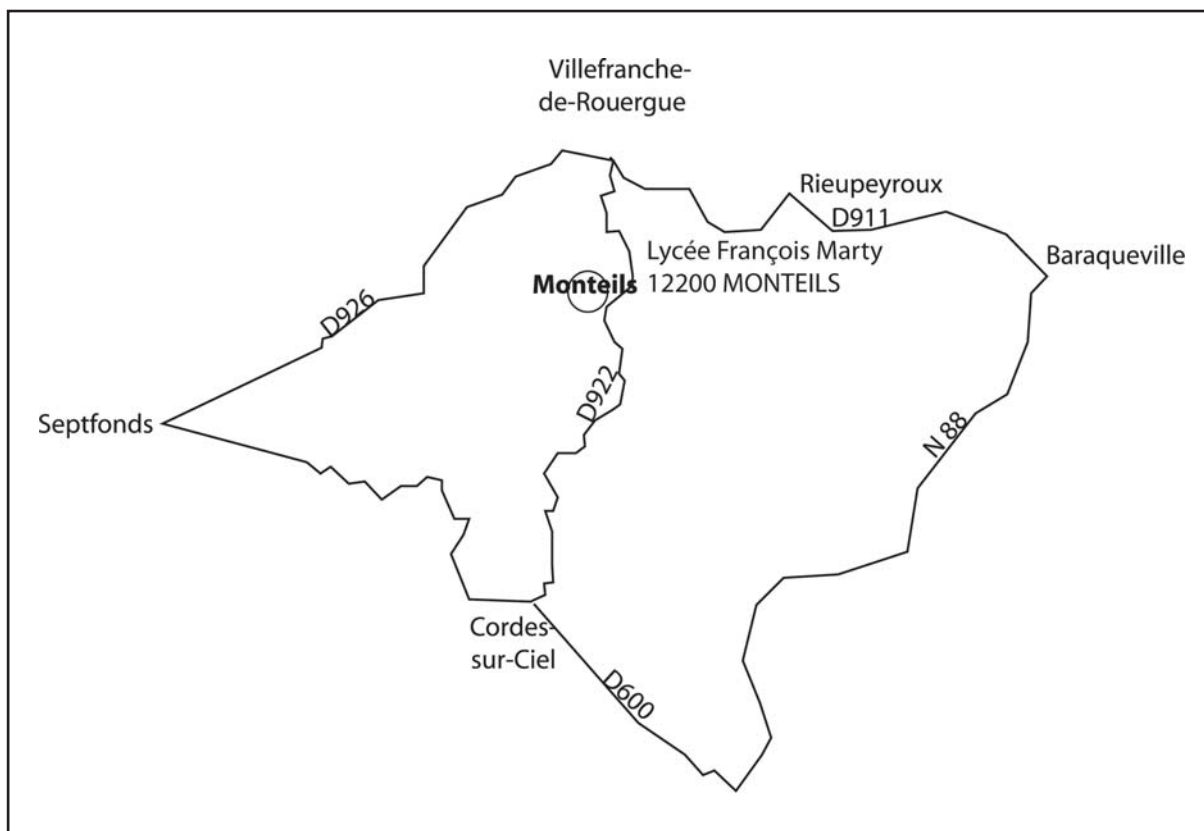 Villefranche-
de-Rouergue
Rieupeyroux
D911
Baraqueville
Lycée François Marty
12200 MONTEILS
Monteils
D926
D922
Septfonds
N 88
Cordes-
sur-Ciel
D600